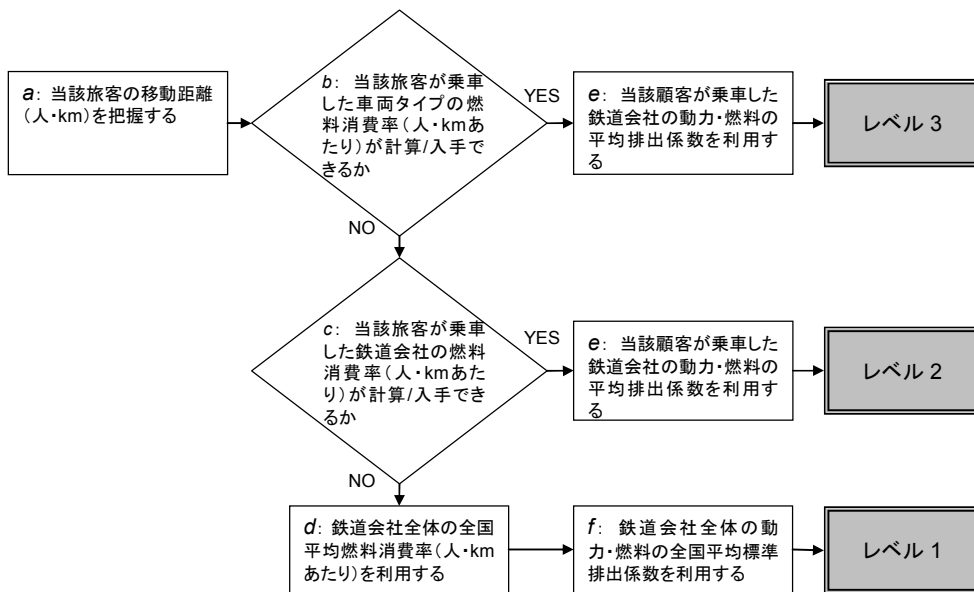 a: 当該旅客の移動距離
（人・km）を把握する
b: 当該旅客が乗車
した車両タイプの燃
料消費率（人・kmあ
たり）が計算/入手で
きるか
YES
e: 当該顧客が乗車した
鉄道会社の動力・燃料の
平均排出係数を利用す
る
レベル 3
NO
c: 当該旅客が乗車
した鉄道会社の燃料
消費率（人・kmあた
り）が計算/入手でき
るか
YES
e: 当該顧客が乗車した
鉄道会社の動力・燃料の
平均排出係数を利用す
る
レベル 2
NO
d: 鉄道会社全体の全国
平均燃料消費率（人・km
あたり）を利用する
f: 鉄道会社全体の動
力・燃料の全国平均標準
排出係数を利用する
レベル 1